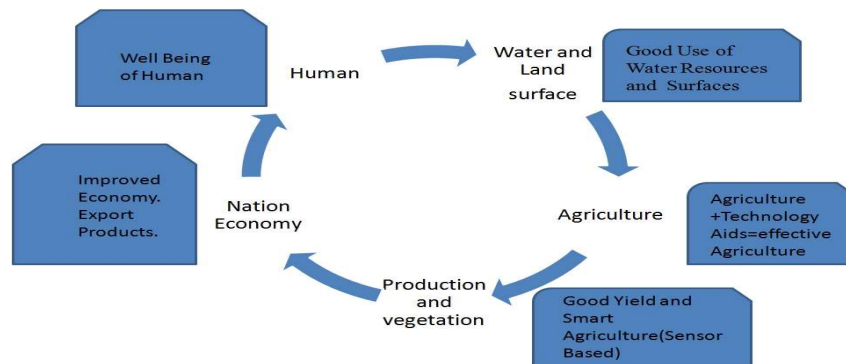 Well Being
of Human
Human
Water and
Land
surface
Good Use of
Water Resources
and Surfaces
Agriculture
Agriculture
+Technology
Aids=effective
Agriculture
Production
and
vegetation
Good Yield and
Smart
Agriculture(Sensor
Based)
Nation
Economy
Improved
Economy.
Export
Products.